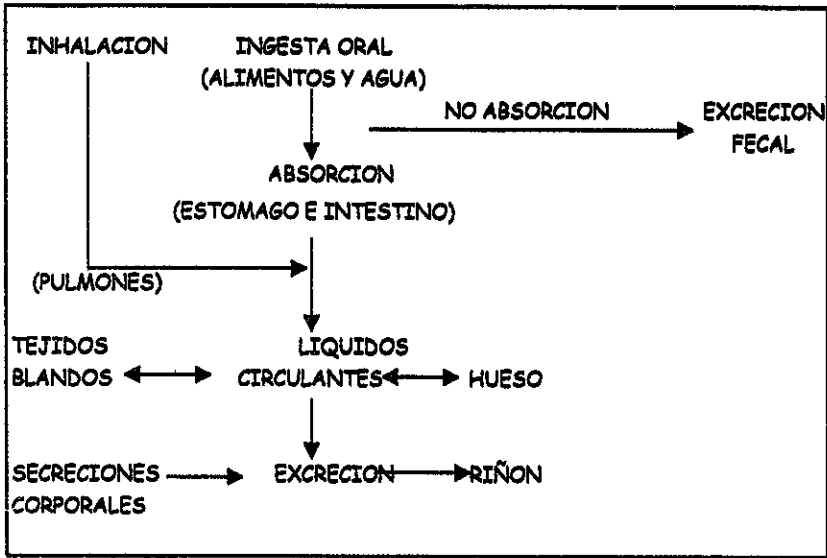 INHALACION
INGESTA ORAL
(ALIMENTOS Y AGUA)
NO ABSORCION
EXCRECION
FECAL
ABSORCION
(ESTOMAGO E INTESTINO)
(PULMONES)
TEJIDOS
BLANDOS
LIQUIDOS
CIRCULANTES
HUESO
SECRECIONES
CORPORALES
EXCRECION
RIÑON